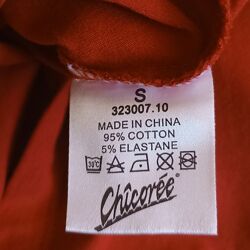 S
323007.10
MADE IN CHINA
95% COTTON
5% ELASTANE
30°C
Chicorée